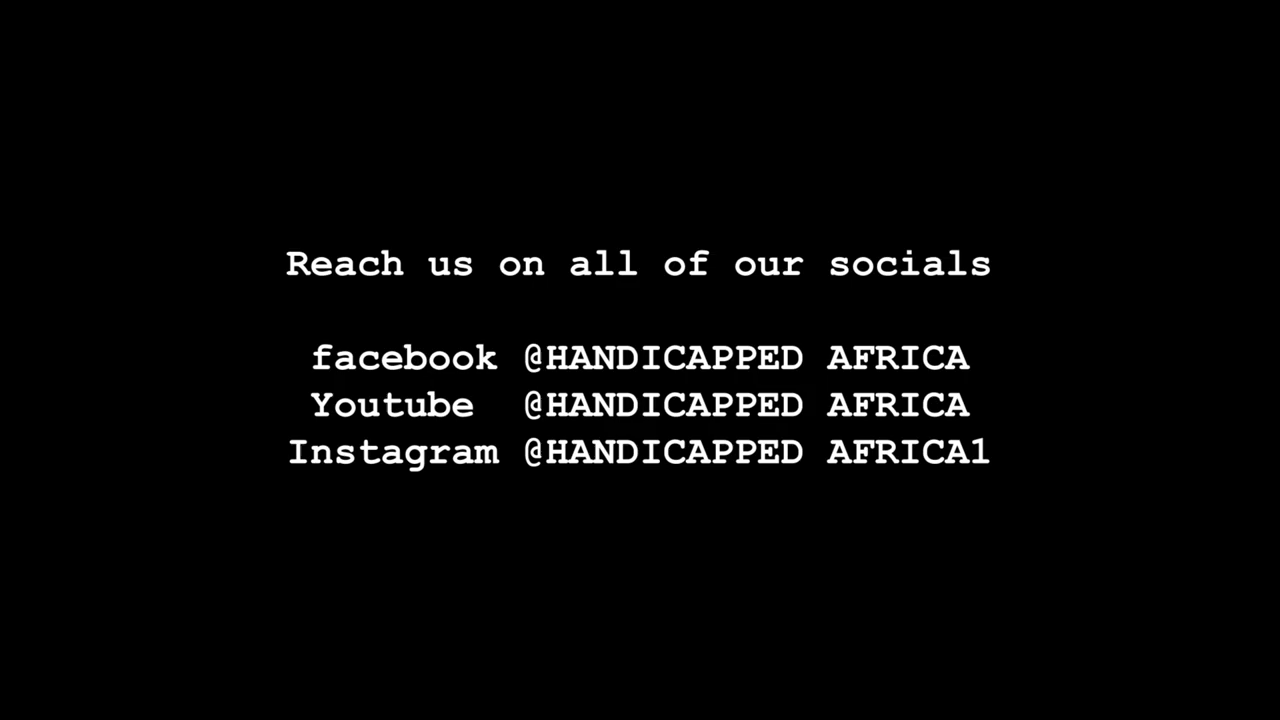 Reach us on all of our socials
facebook @HANDICAPPED AFRICA
Youtube @HANDICAPPED AFRICA
Instagram @HANDICAPPED AFRICA1